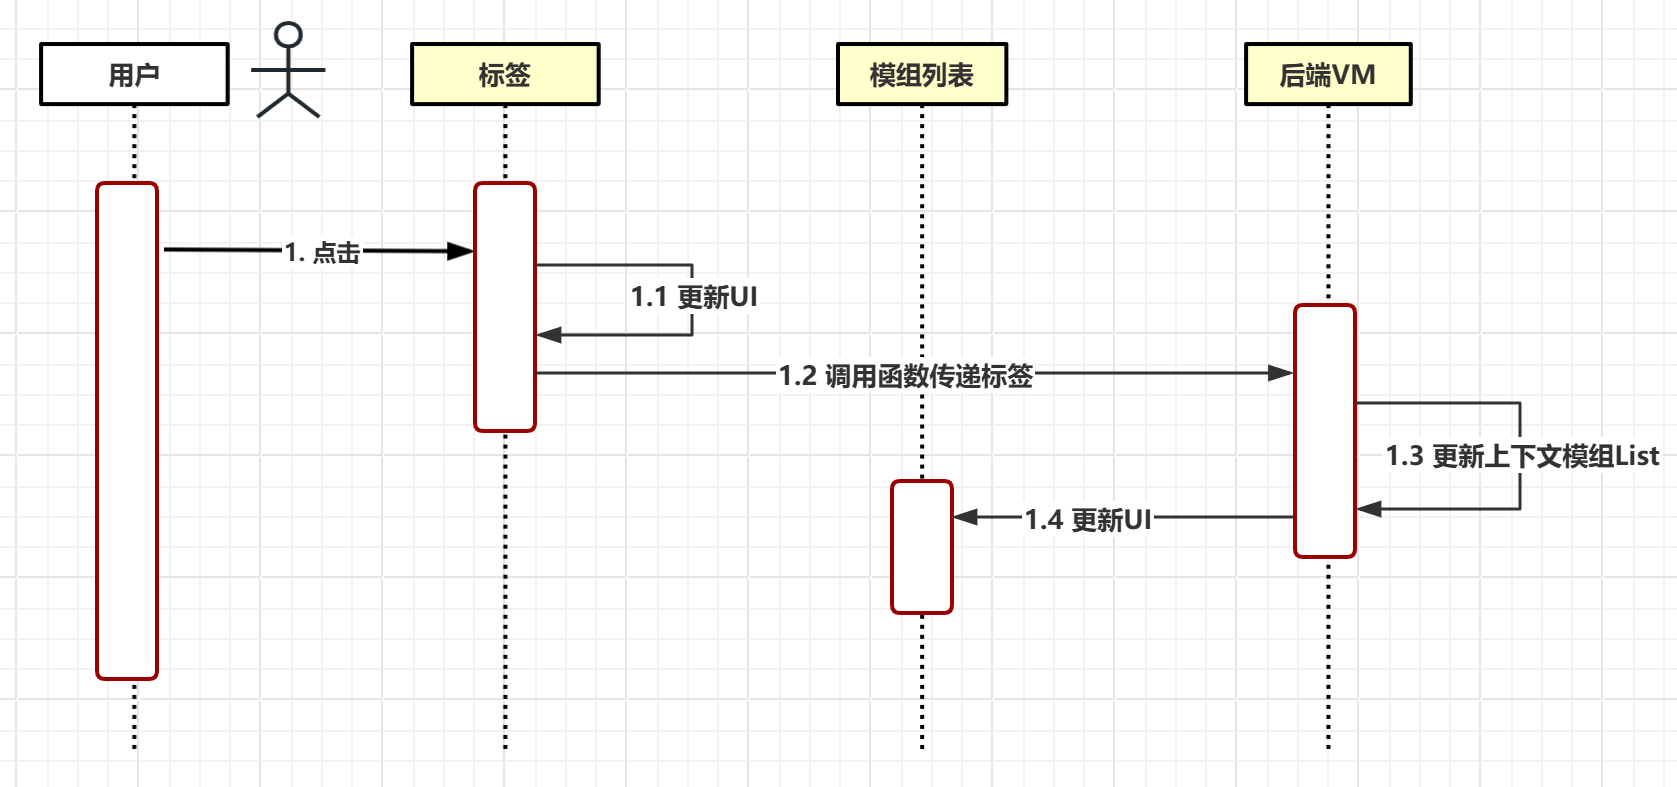 用户
标签
模组列表
后端VM
1. 点击
1.1 更新UI
1.2 调用函数传递标签
1.3 更新上下文模组List
1.4 更新UI